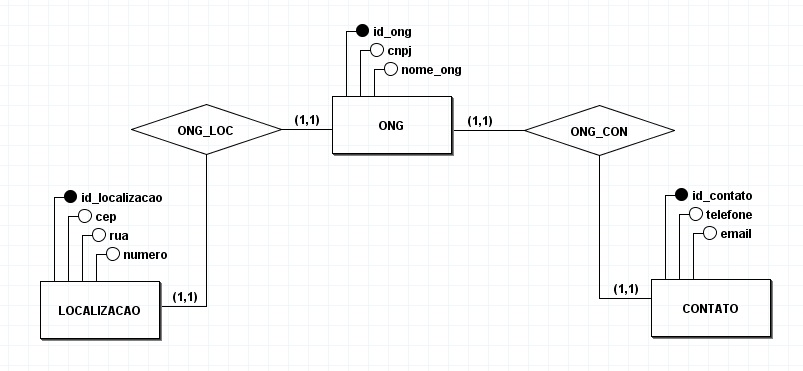 id_ong
cnpj
nome_ong
(1,1)
ONG
(1,1)
ONG_LOC
ONG_CON
id_localizacao
cep
rua
numero
(1,1)
LOCALIZACAO
id_contato
telefone
email
(1,1)
CONTATO